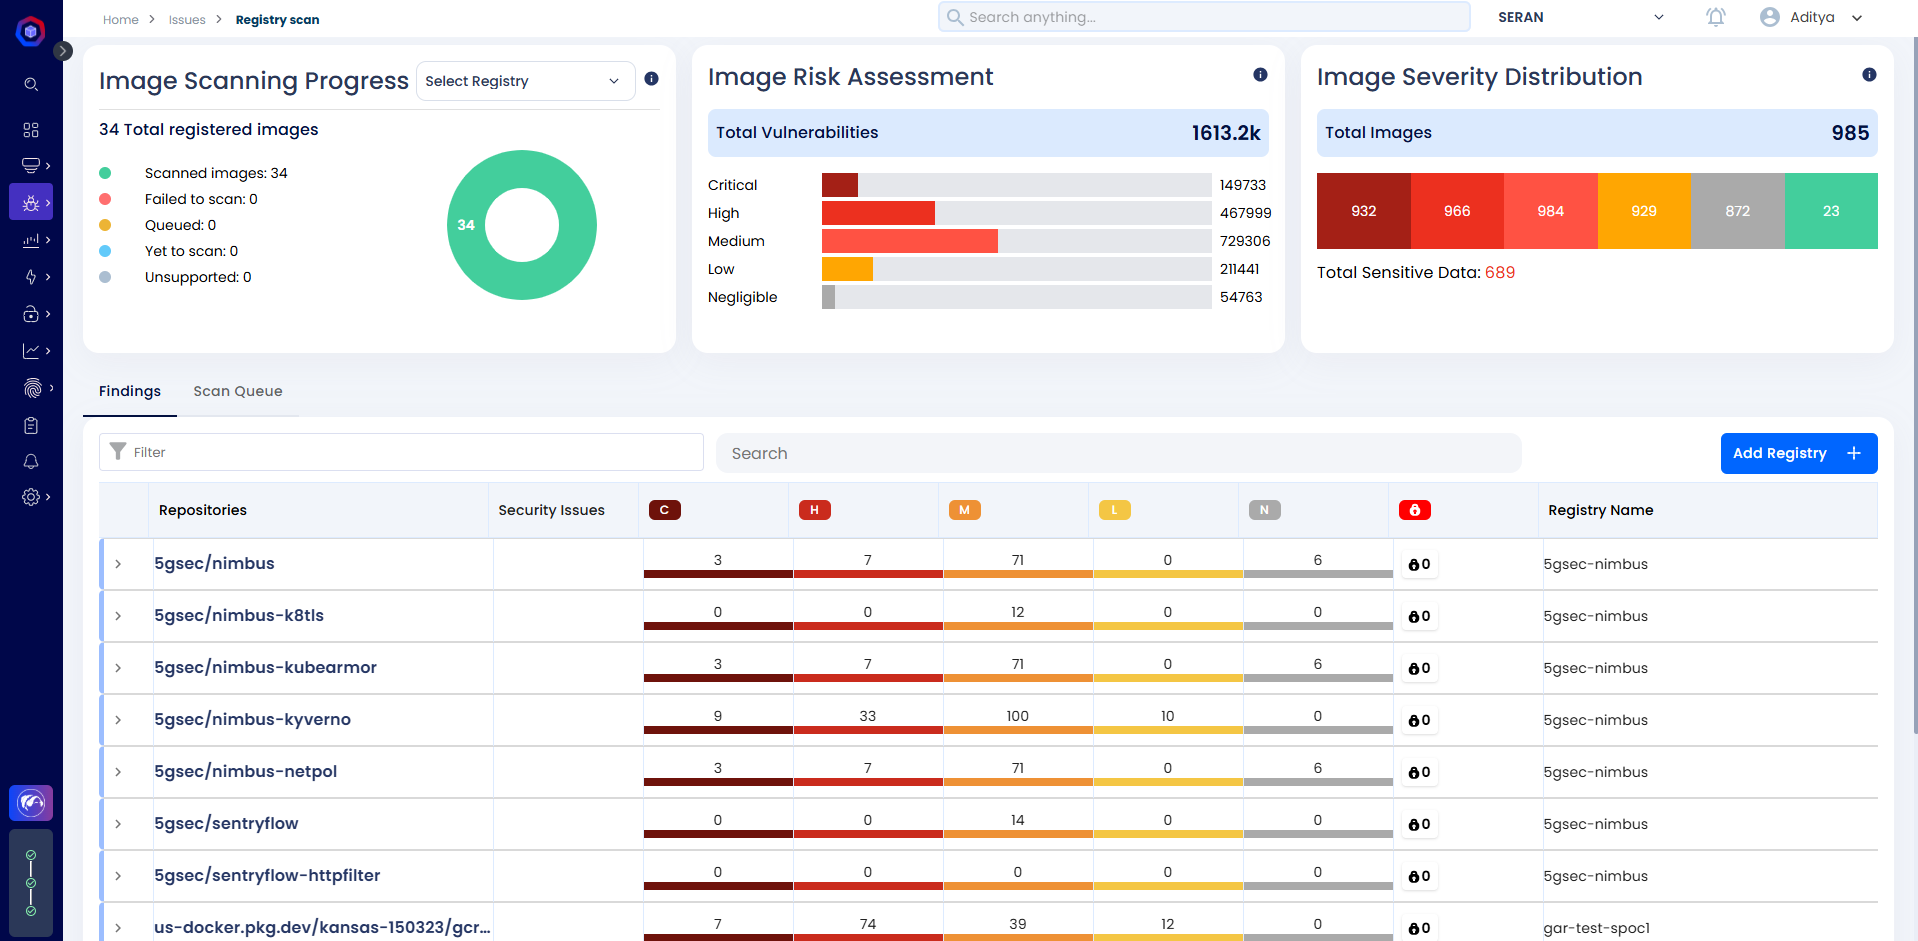 Home > Issues > Registry scan
Search anything...
SERAN
Aditya
Image Scanning Progress
Select Registry
34 Total registered images
Scanned images: 34
Failed to scan: 0
Queued: 0
Yet to scan: 0
Unsupported: 0
34
Image Risk Assessment
Total Vulnerabilities 1613.2k
Critical 149733
High 467999
Medium 729306
Low 211441
Negligible 54763
Image Severity Distribution
Total Images 985
932 966 984 929 872 23
Total Sensitive Data: 689
Findings Scan Queue
Filter
Search
Add Registry +
Repositories Security Issues C H M L N Registry Name
5gsec/nimbus 3 7 71 0 6 0 5gsec-nimbus
5gsec/nimbus-k8tls 0 0 12 0 0 0 5gsec-nimbus
5gsec/nimbus-kubearmor 3 7 71 0 6 0 5gsec-nimbus
5gsec/nimbus-kyverno 9 33 100 10 0 0 5gsec-nimbus
5gsec/nimbus-netpol 3 7 71 0 6 0 5gsec-nimbus
5gsec/sentryflow 0 0 14 0 0 0 5gsec-nimbus
5gsec/sentryflow-httpfilter 0 0 0 0 0 0 5gsec-nimbus
us-docker.pkg.dev/kansas-150323/gcr... 7 74 39 12 0 0 gar-test-spoc1